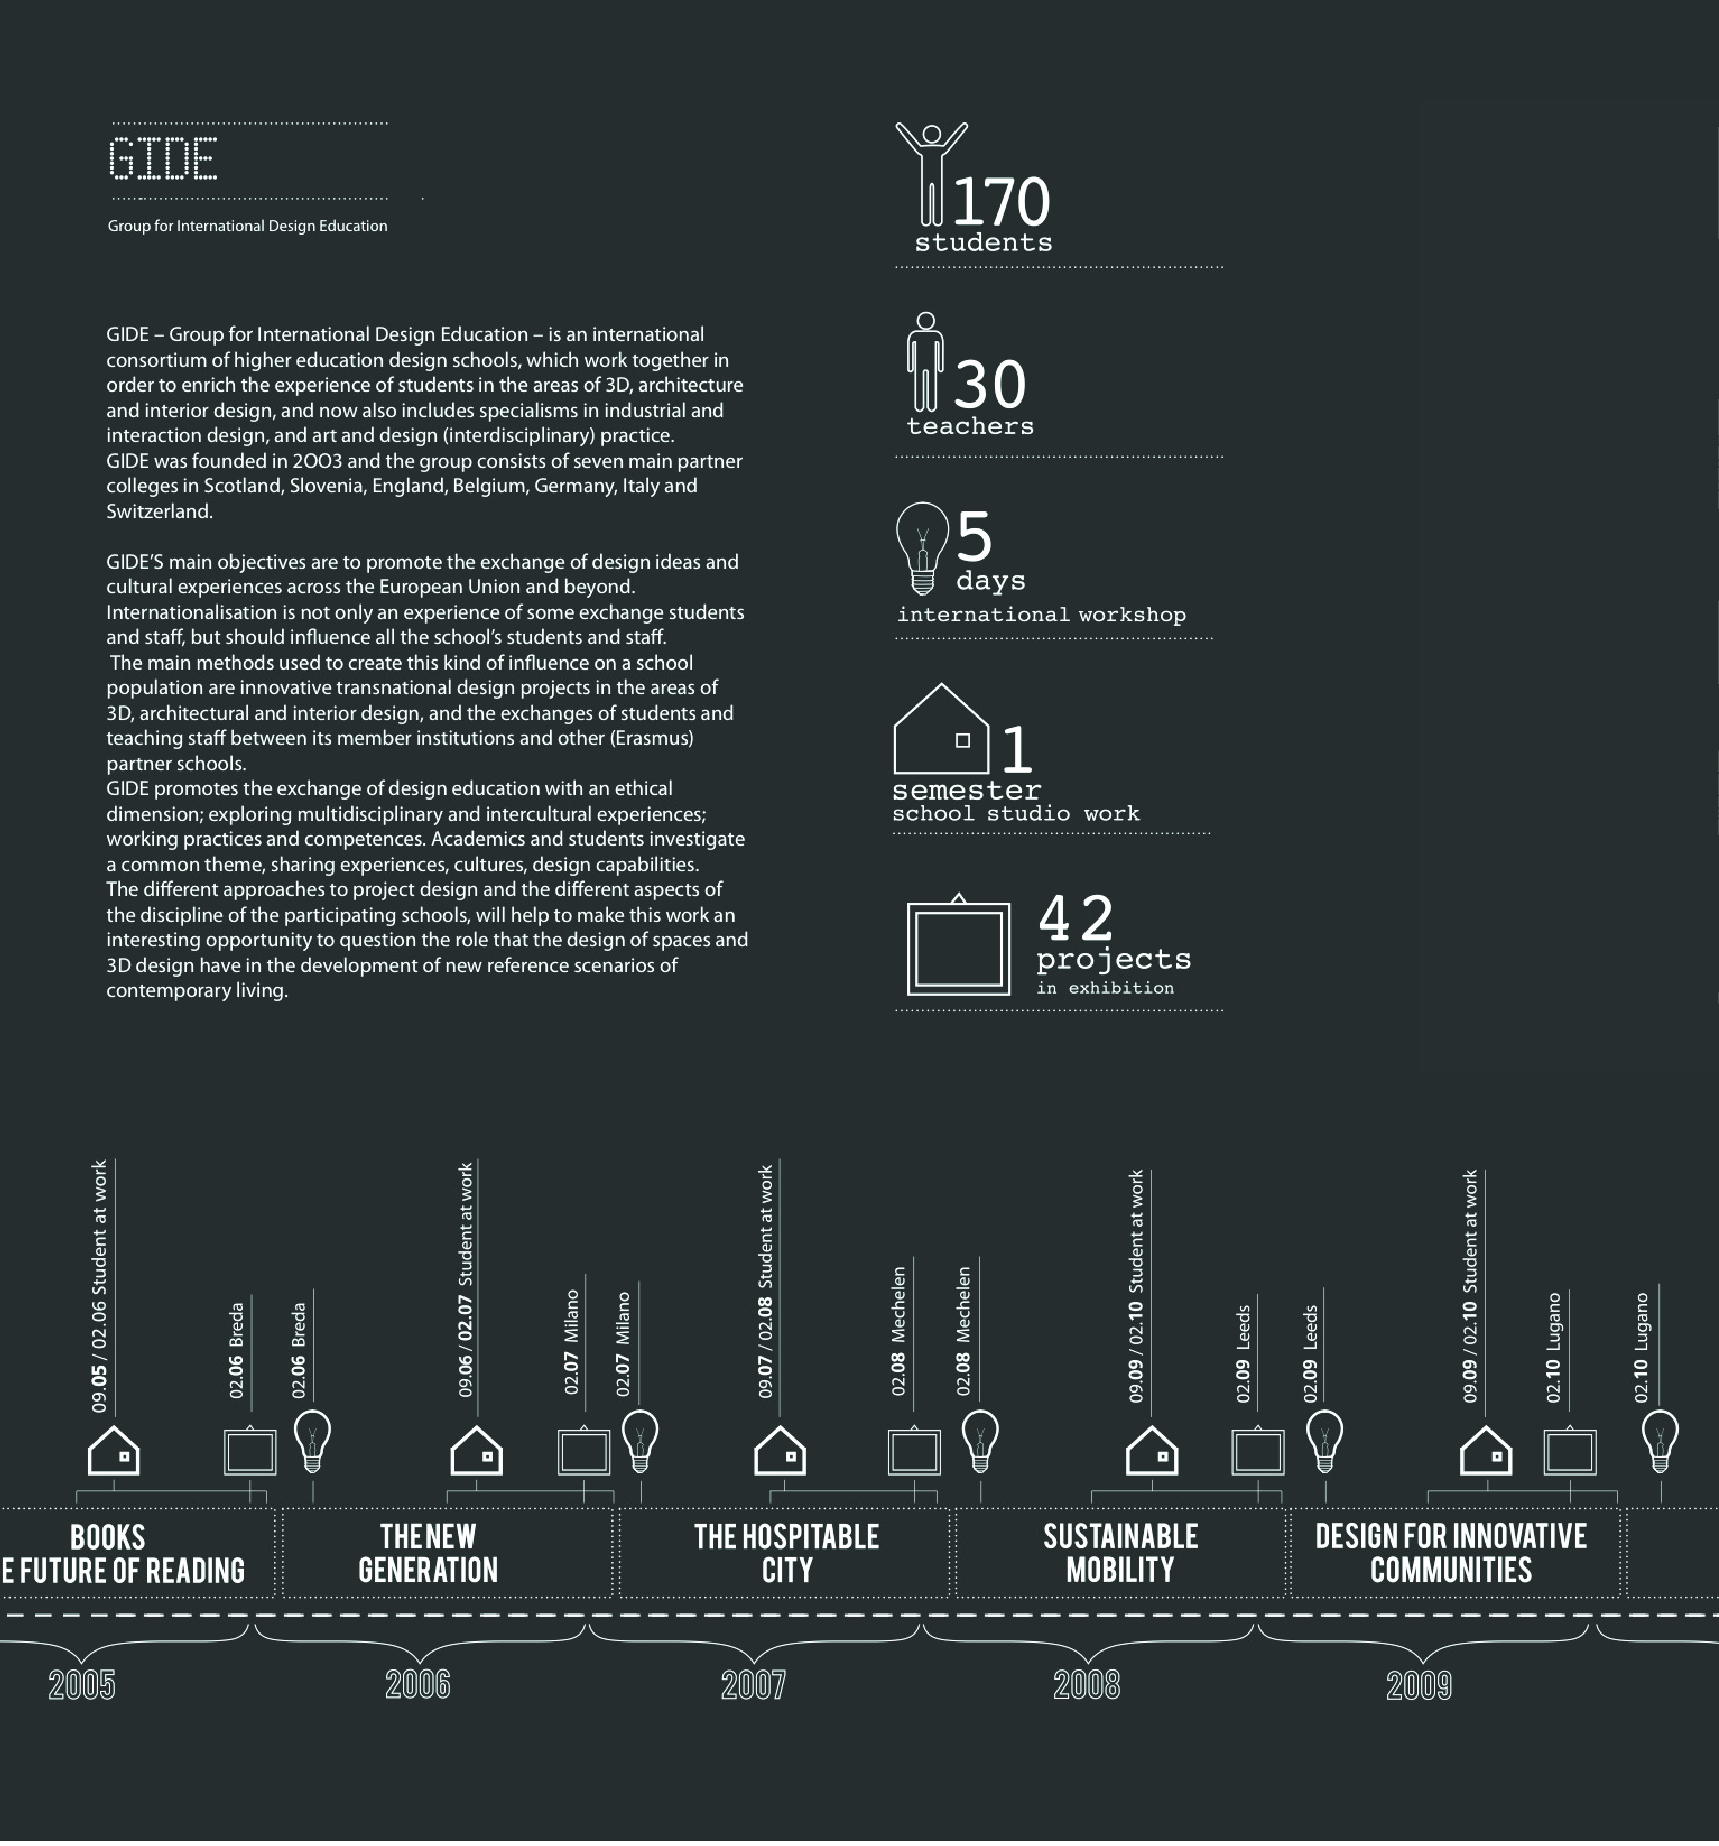 GIDE
Group for International Design Education
GIDE – Group for International Design Education – is an international
consortium of higher education design schools, which work together in
order to enrich the experience of students in the areas of 3D, architecture
and interior design, and now also includes specialisms in industrial and
interaction design, and art and design (interdisciplinary) practice.
GIDE was founded in 2OO3 and the group consists of seven main partner
colleges in Scotland, Slovenia, England, Belgium, Germany, Italy and
Switzerland.
GIDE'S main objectives are to promote the exchange of design ideas and
cultural experiences across the European Union and beyond.
Internationalisation is not only an experience of some exchange students
and staff, but should influence all the school's students and staff.
The main methods used to create this kind of influence on a school
population are innovative transnational design projects in the areas of
3D, architectural and interior design, and the exchanges of students and
teaching staff between its member institutions and other (Erasmus)
partner schools.
GIDE promotes the exchange of design education with an ethical
dimension; exploring multidisciplinary and intercultural experiences;
working practices and competences. Academics and students investigate
a common theme, sharing experiences, cultures, design capabilities.
The different approaches to project design and the different aspects of
the discipline of the participating schools, will help to make this work an
interesting opportunity to question the role that the design of spaces and
3D design have in the development of new reference scenarios of
contemporary living.
170
students
30
teachers
5
days
international workshop
1
semester
school studio work
42
projects
in exhibition
09.05 / 02.06 Student at work
02.06 Breda
02.06 Breda
09.06 / 02.07 Student at work
02.07 Milano
02.07 Milano
09.07 / 02.08 Student at work
02.08 Mechelen
02.08 Mechelen
09.09 / 02.10 Student at work
02.09 Leeds
02.09 Leeds
09.09 / 02.10 Student at work
02.10 Lugano
02.10 Lugano
BOOKS
E FUTURE OF READING
THE NEW
GENERATION
THE HOSPITABLE
CITY
SUSTAINABLE
MOBILITY
DESIGN FOR INNOVATIVE
COMMUNITIES
2005
2006
2007
2008
2009